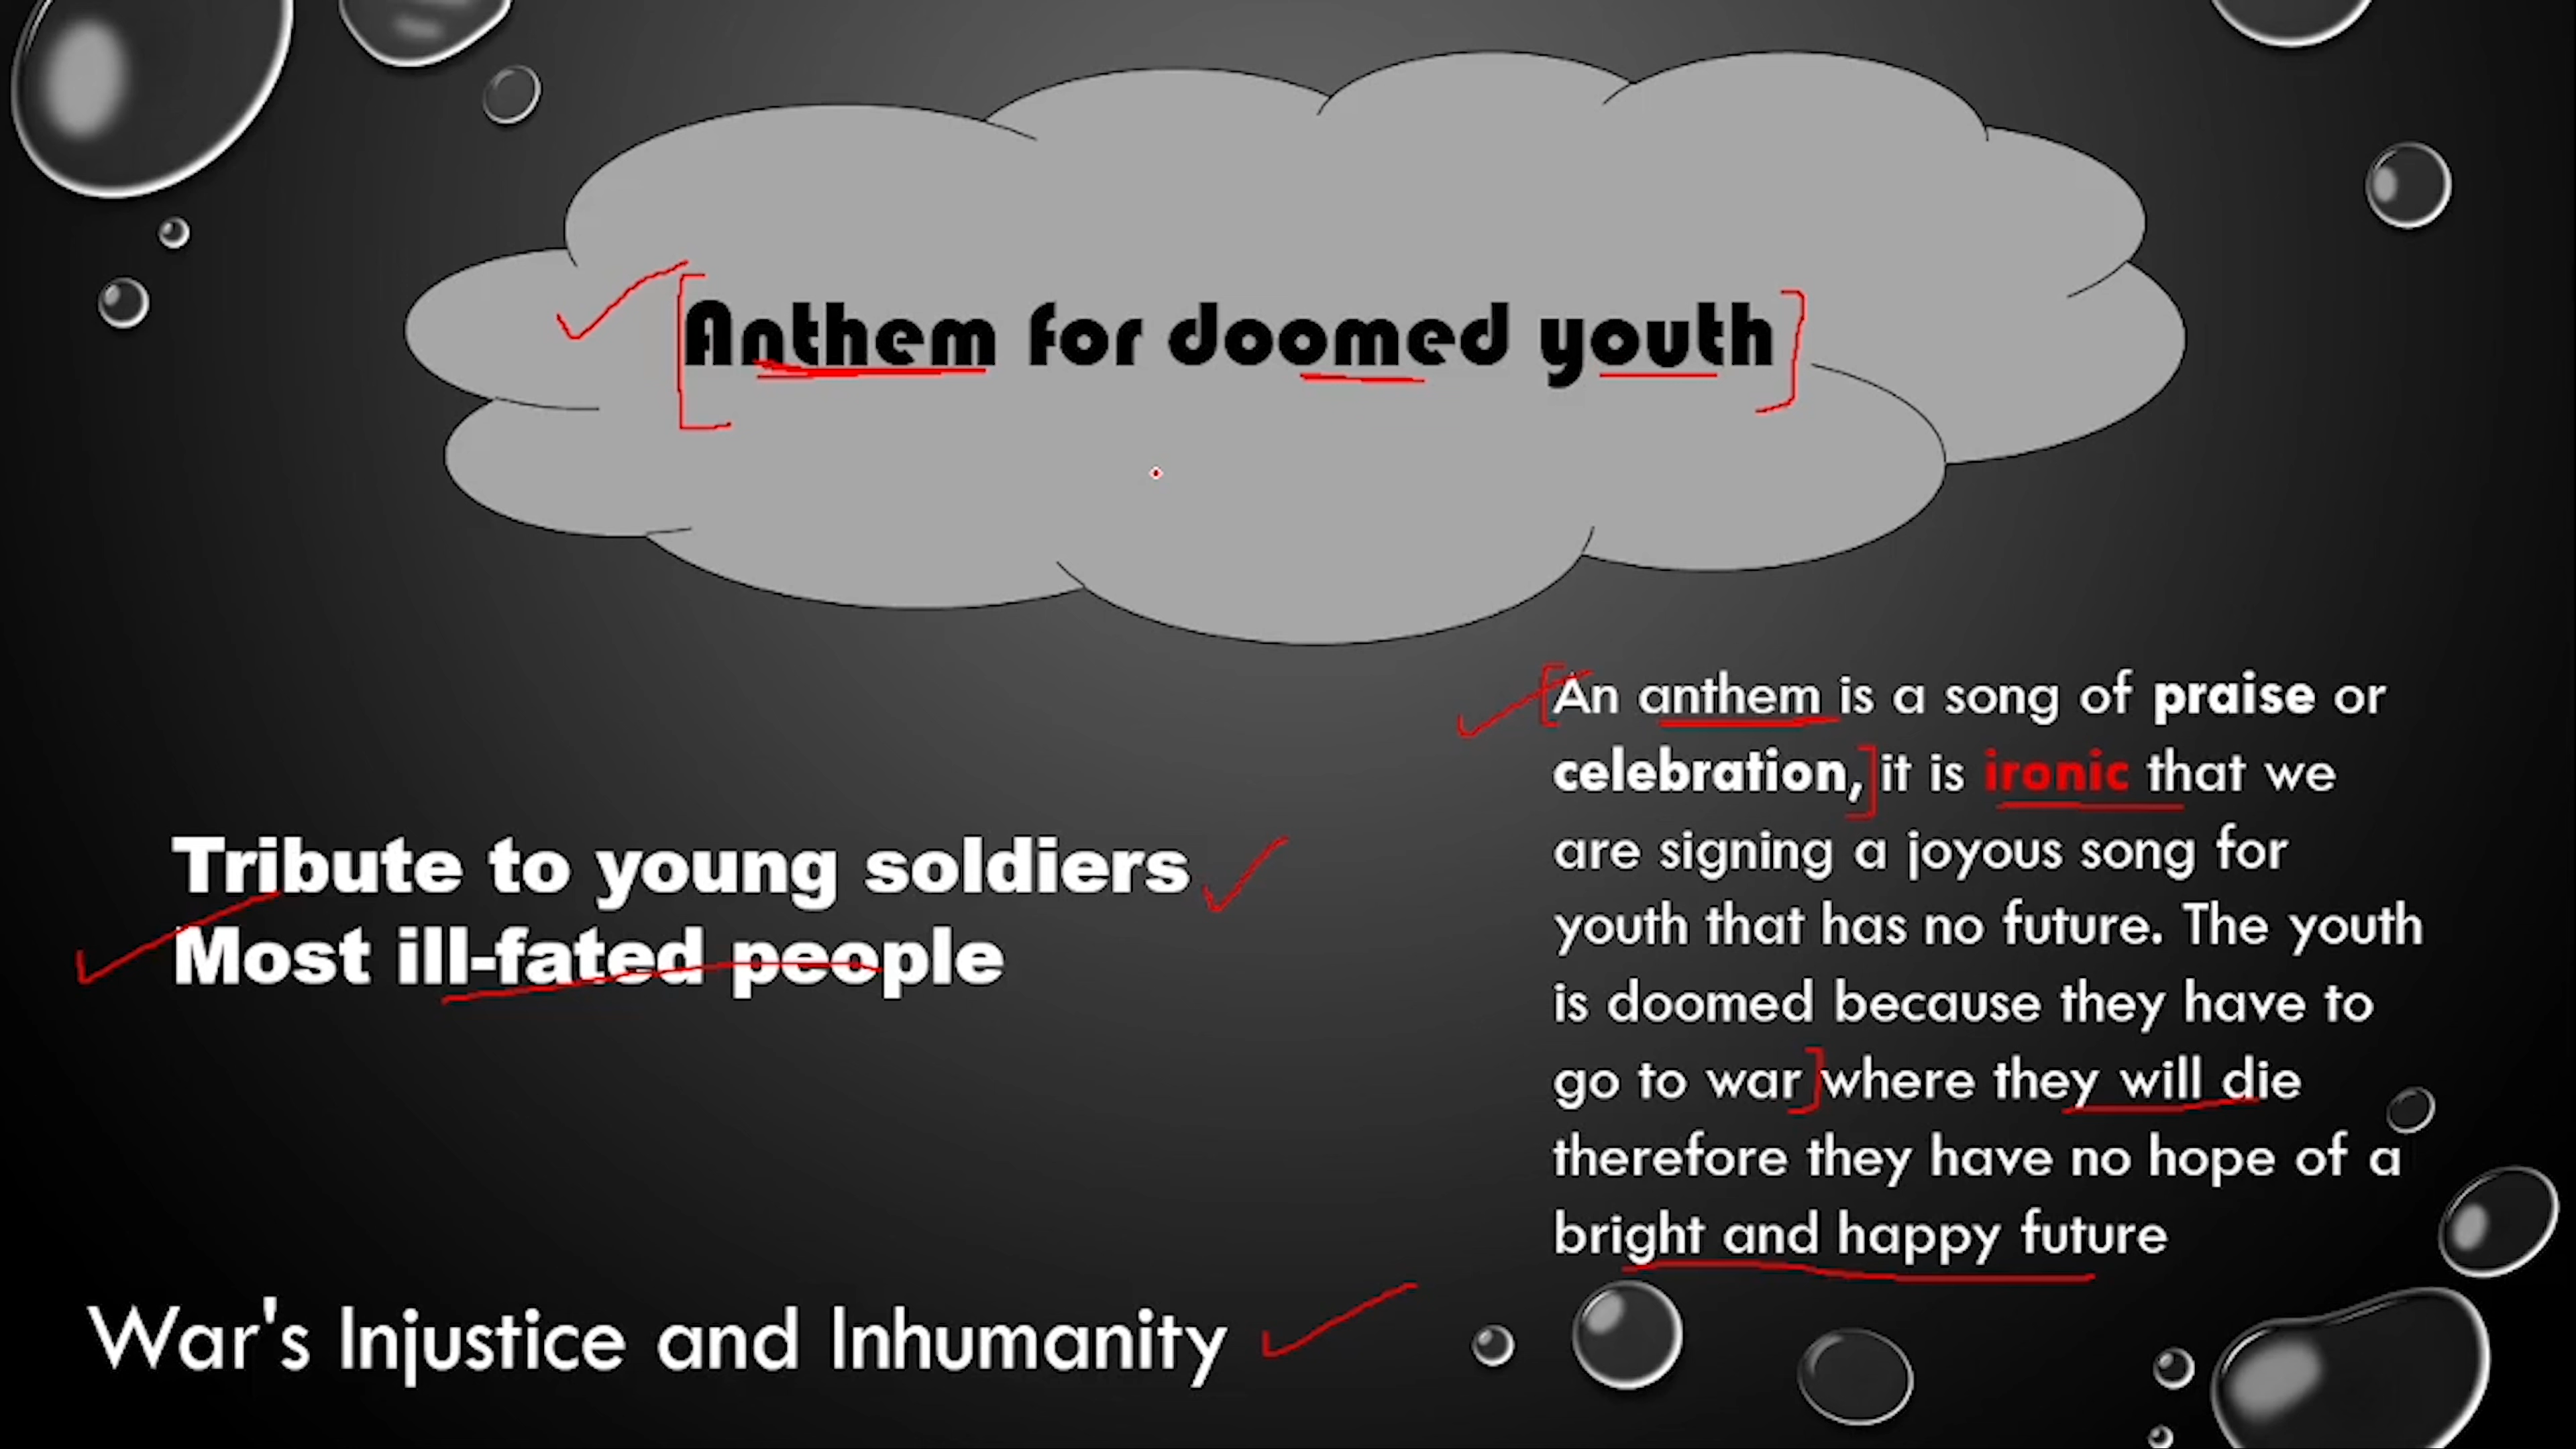 Anthem for doomed youth
Tribute to young soldiers
Most ill-fated people
War's Injustice and Inhumanity
An anthem is a song of praise or
celebration, it is ironic that we
are signing a joyous song for
youth that has no future. The youth
is doomed because they have to
go to war where they will die
therefore they have no hope of a
bright and happy future